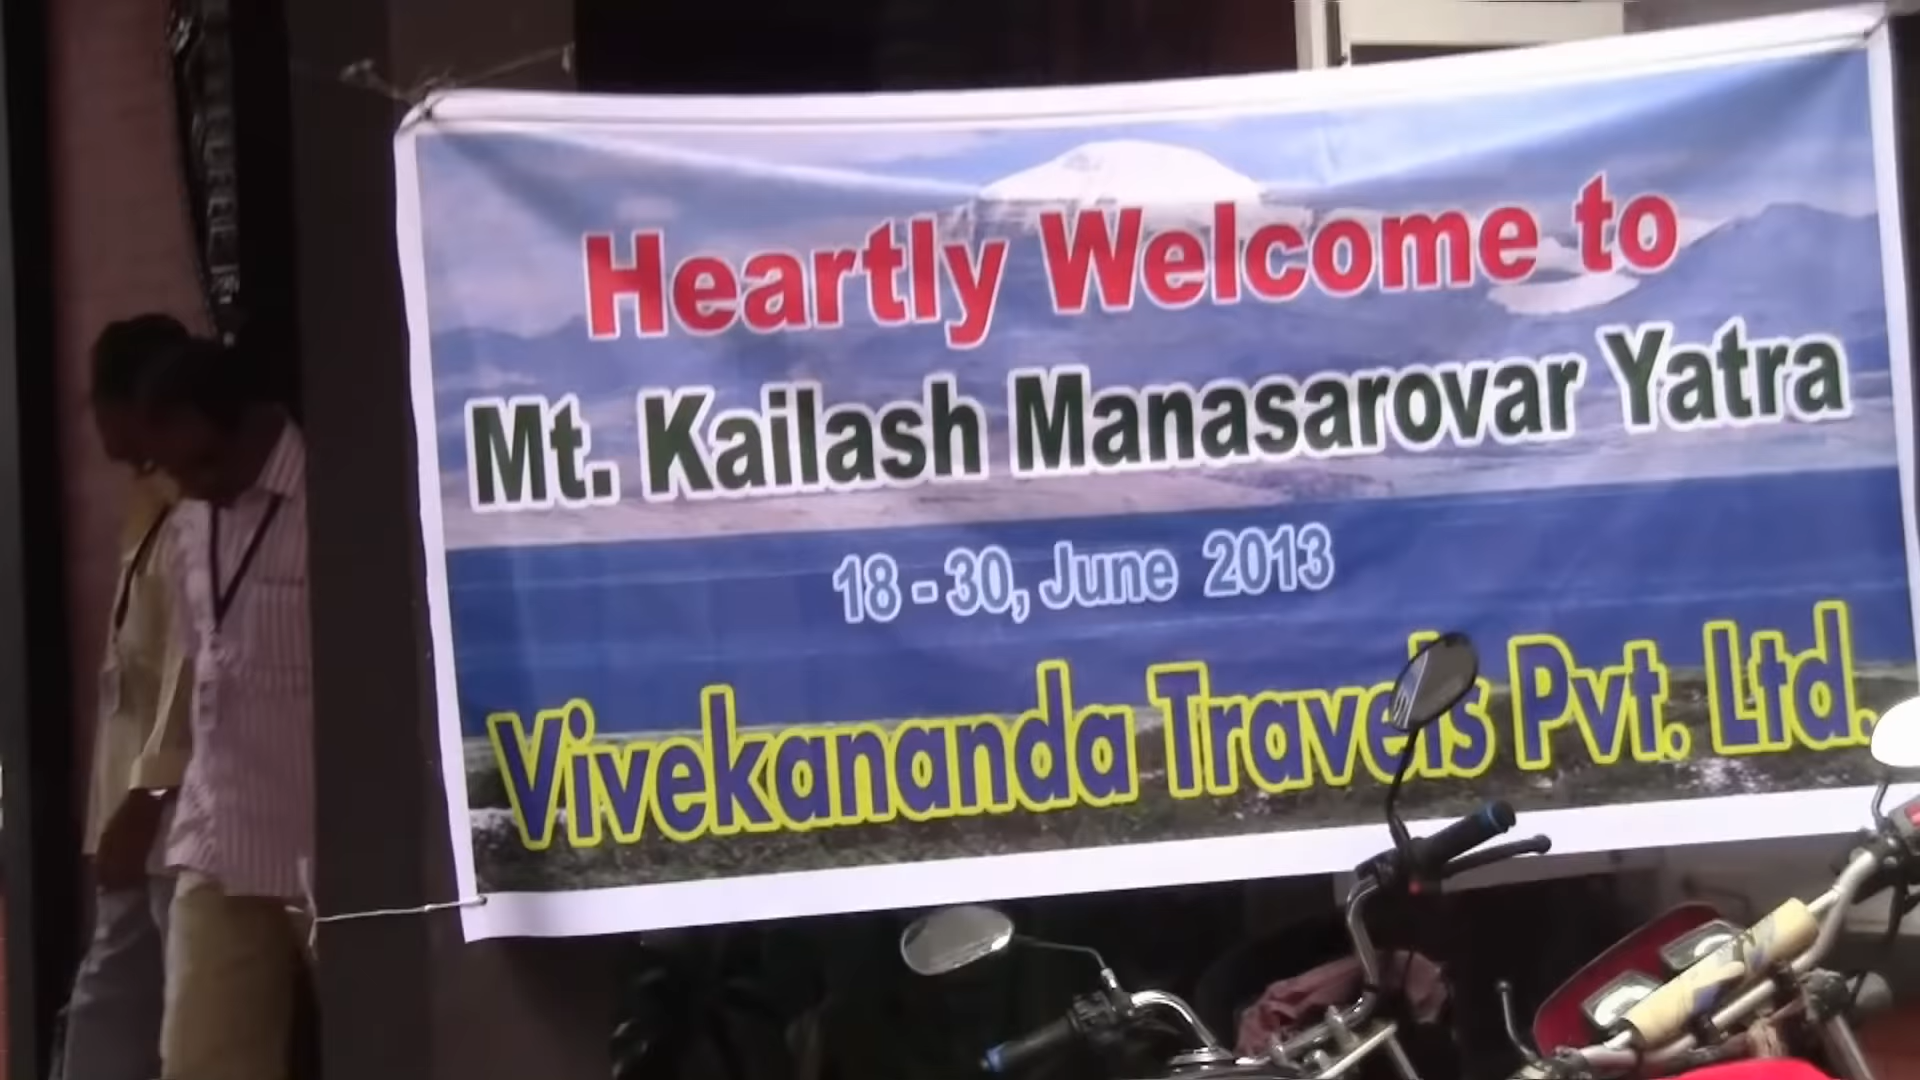 Heartly Welcome to
Mt. Kailash Manasarovar Yatra
18 - 30, June 2013
Vivekananda Travels Pvt. Ltd.